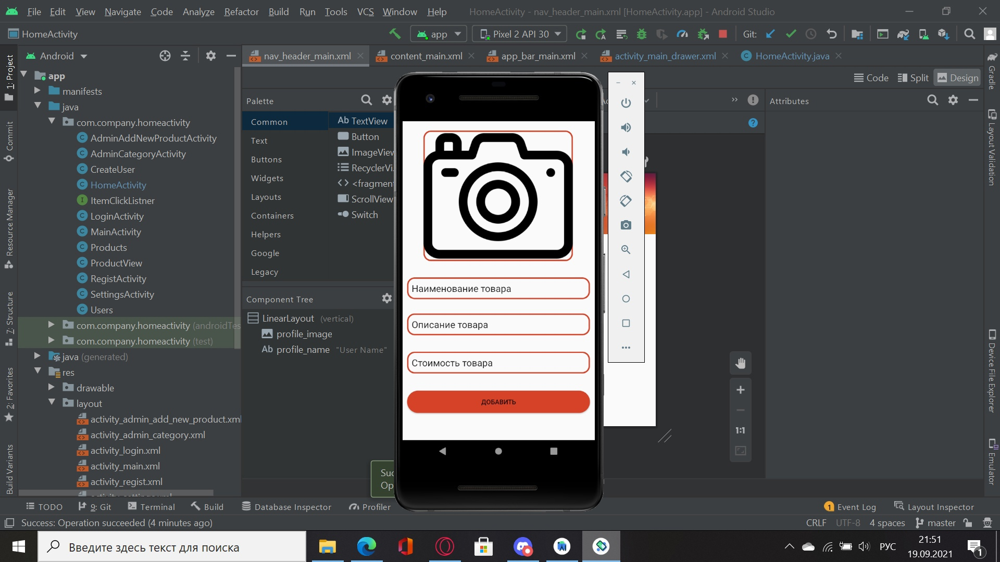 File Edit View Navigate Code Analyze Refactor Build Run Tools VCS Window Help HomeActivity - nav_header_main.xml [HomeActivity.app] - Android Studio
HomeActivity app Pixel 2 API 30 Git:
1: Project
Commit
Resource Manager
7: Structure
2: Favorites
Build Variants
Android
app
manifests
java
com.company.homeactivity
AdminAddNewProductActivity
AdminCategoryActivity
CreateUser
HomeActivity
ItemClickListner
LoginActivity
MainActivity
Products
ProductView
RegistActivity
SettingsActivity
Users
com.company.homeactivity (androidTes
com.company.homeactivity (test)
java (generated)
res
drawable
layout
activity_admin_add_new_product.xml
activity_admin_category.xml
activity_login.xml
activity_main.xml
activity_regist.xml
nav_header_main.xml content_main.xml app_bar_main.xml activity_main_drawer.xml HomeActivity.java
Code Split Design
Palette
Common
Text
Buttons
Widgets
Layouts
Containers
Helpers
Google
Legacy
Ab TextView
Button
ImageView
RecyclerVi
<fragmen
ScrollView
Switch
Component Tree
LinearLayout (vertical)
profile_image
Ab profile_name "User Name"
Suc
Op
Наименование товара
Описание товара
Стоимость товара
ДОБАВИТЬ
1:1
Attributes
Gradle
Layout Validation
Device File Explorer
Emulator
TODO 9: Git Terminal Build Database Inspector Profiler 1 Event Log Layout Inspector
Success: Operation succeeded (4 minutes ago) CRLF UTF-8 4 spaces master
Введите здесь текст для поиска
РУС
21:51
19.09.2021
1